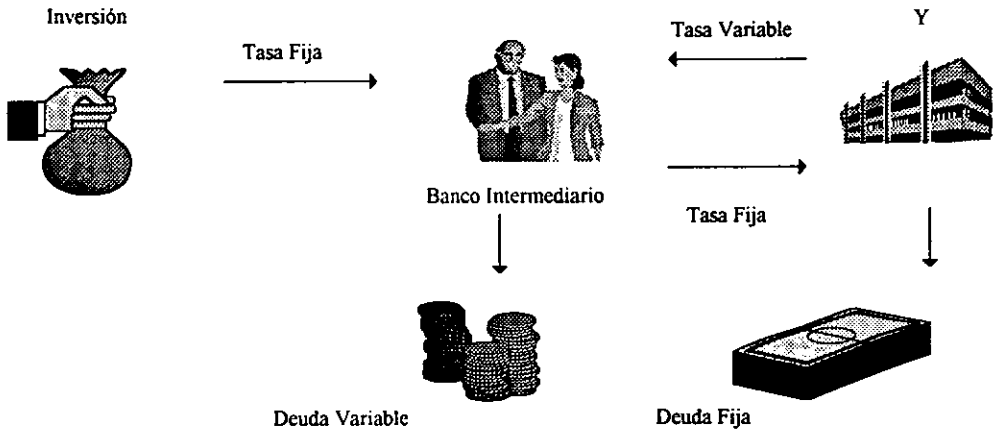 Inversión
Y
Tasa Variable
Tasa Fija
Banco Intermediario
Tasa Fija
Deuda Variable
Deuda Fija